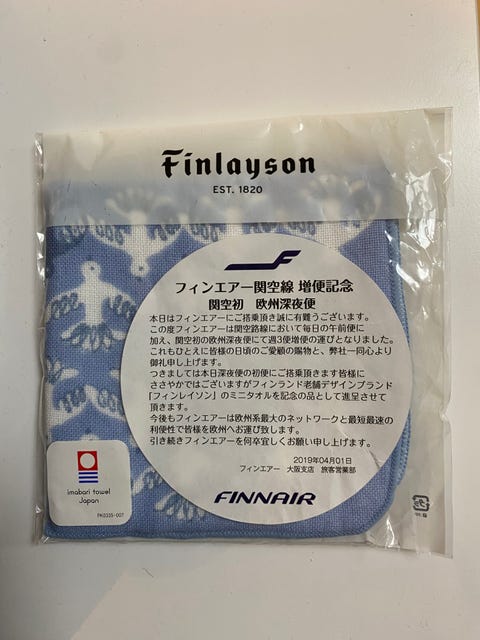 Finlayson
EST. 1820
フィンエアー関空線 増便記念
関空初　欧州深夜便
本日はフィンエアーにご搭乗頂き誠に有難うございます。
この度フィンエアーは関空路線において毎日の午前便に
加え、関空初の欧州深夜便にて週3便増便の運びとなりました。
これもひとえに皆様の日頃のご愛顧の賜物と、弊社一同心より
御礼申し上げます。
つきましては本日深夜便の初便にご搭乗頂きます皆様に
ささやかではございますがフィンランド老舗デザインブランド
「フィンレイソン」のミニタオルを記念の品として進呈させて
頂きます。
今後もフィンエアーは欧州系最大のネットワークと最短最速の
利便性で皆様を欧州へお運び致します。
引き続きフィンエアーを何卒宜しくお願い申し上げます。
2019年04月01日
フィンエアー　大阪支店　旅客営業部
FINNAIR
imabari towel
Japan